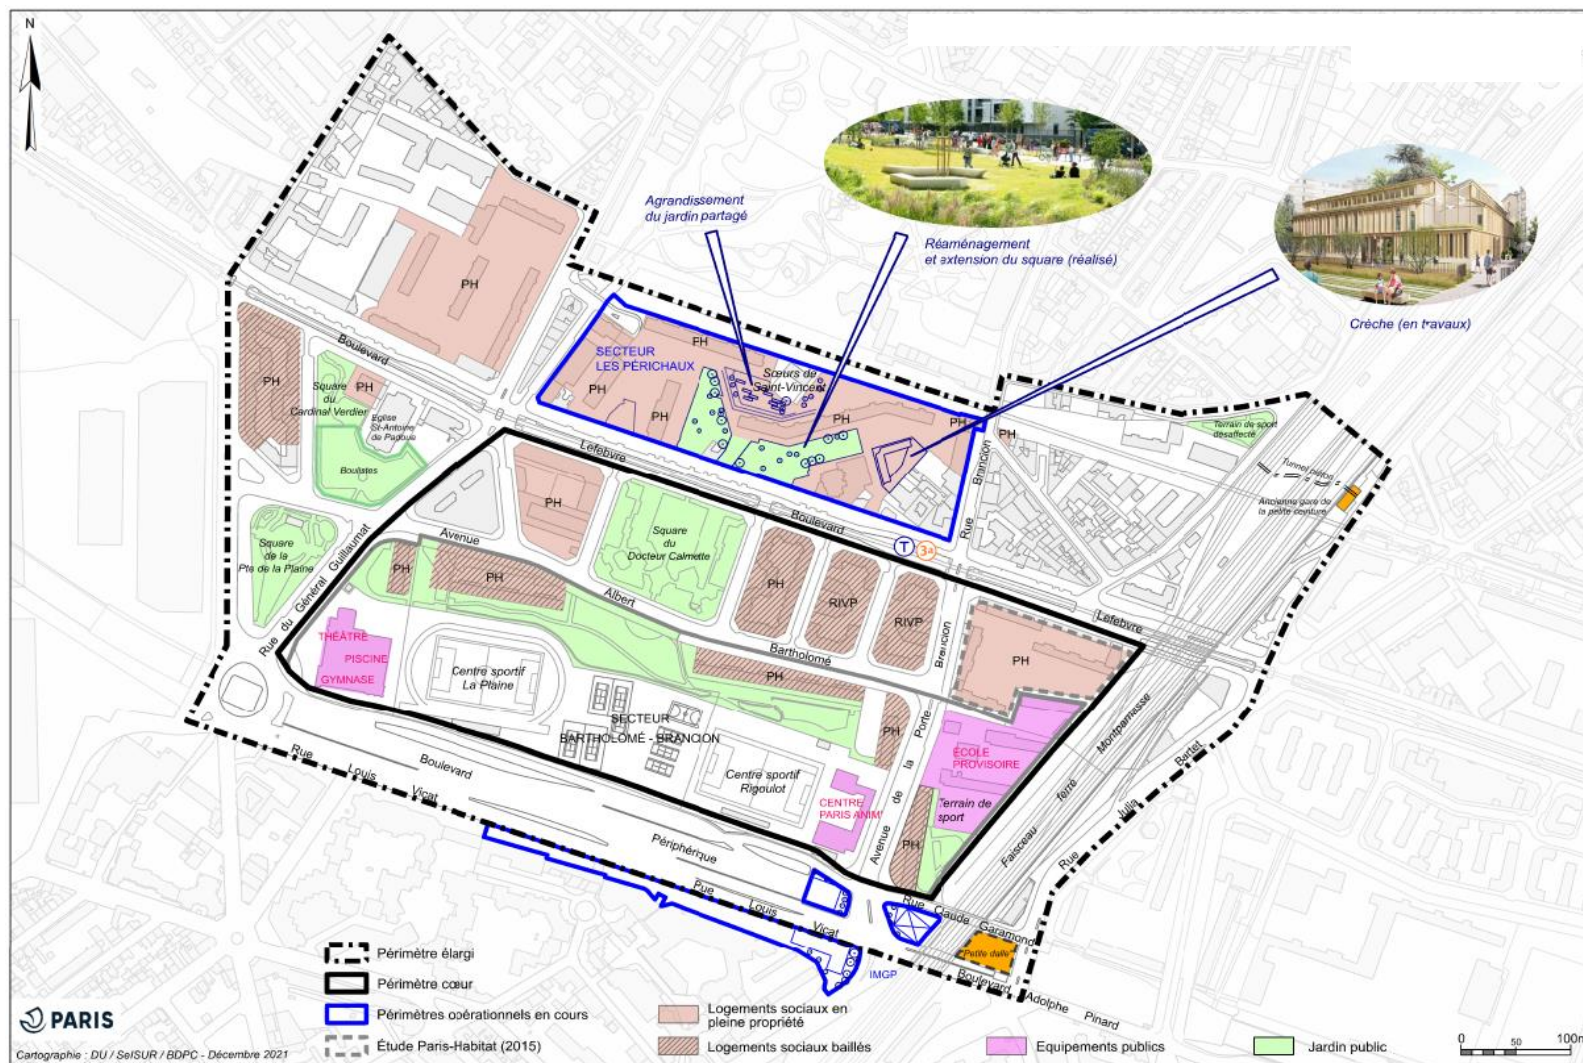 N
Agrandissement
du jardin partagé
Réaménagement
et extension du square (réalisé)
Crèche (en travaux)
PH
Boulevard
SECTEUR
LES PÉRICHAUX
PH
Sœurs de
Saint-Vincent
PH
PH
PH
PH
PH
PH
PH
Square
du
Cardinal Verdier
Eglise
St-Antoine
de Padoue
Boulistes
Lefebvre
Boulevard
Rue
Brancion
Terrain de sport
désaffecté
Tunnel piéton
Ancienne gare de
la petite ceinture
T
3a
Square
de la
Pte de la Plaine
Rue du Général Guillaumat
Avenue
PH
Square
du
Docteur Calmette
PH
PH
Albert
PH
RIVP
RIVP
Brancion
Lefebvre
Bartholomé
PH
THÉÂTRE
PISCINE
GYMNASE
Centre sportif
La Plaine
PH
SECTEUR
BARTHOLOMÉ - BRANCION
PH
Centre sportif
Rigoulot
CENTRE
PARIS ANIM'
Avenue de la Porte
ÉCOLE
PROVISOIRE
Terrain de
sport
PH
Faisceau ferré Montparnasse
Rue Julia Bartet
Rue Louis Vicat
Boulevard
Périphérique
Rue Louis Vicat
Rue Claude Garamond
Petite dalle
IMGP
Boulevard Adolphe Pinard
Périmètre élargi
Périmètre cœur
Périmètres opérationnels en cours
Étude Paris-Habitat (2015)
Logements sociaux en
pleine propriété
Logements sociaux baillés
Equipements publics
Jardin public
0 50 100m
PARIS
Cartographie : DU / SeISUR / BDPC - Décembre 2021